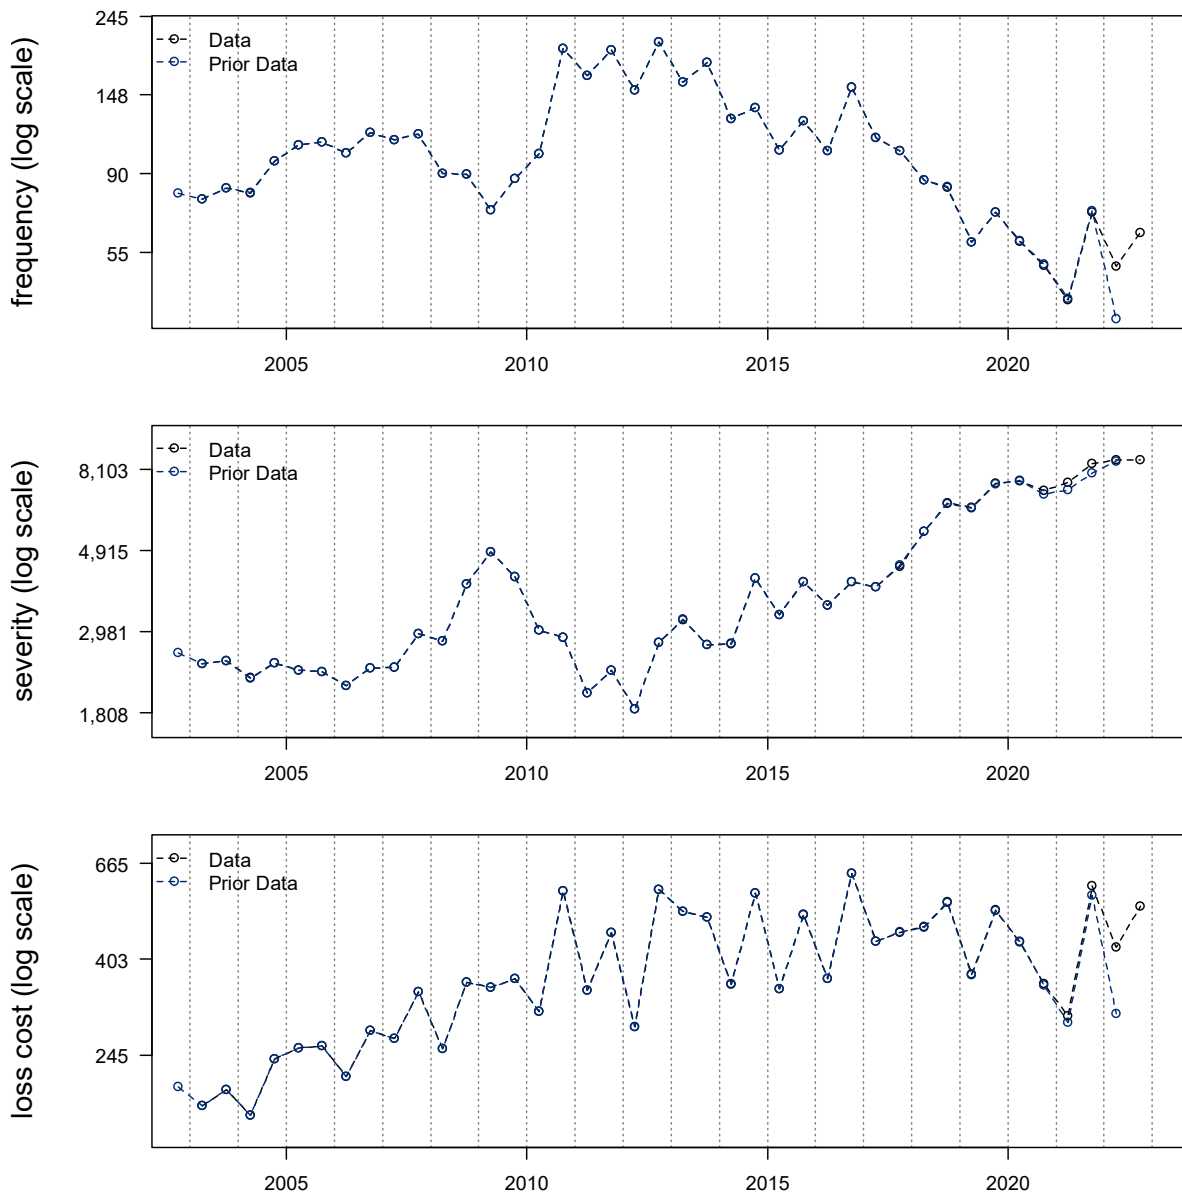 frequency (log scale)
245
148
90
55
Data
Prior Data
2005
2010
2015
2020
severity (log scale)
8,103
4,915
2,981
1,808
Data
Prior Data
2005
2010
2015
2020
loss cost (log scale)
665
403
245
Data
Prior Data
2005
2010
2015
2020